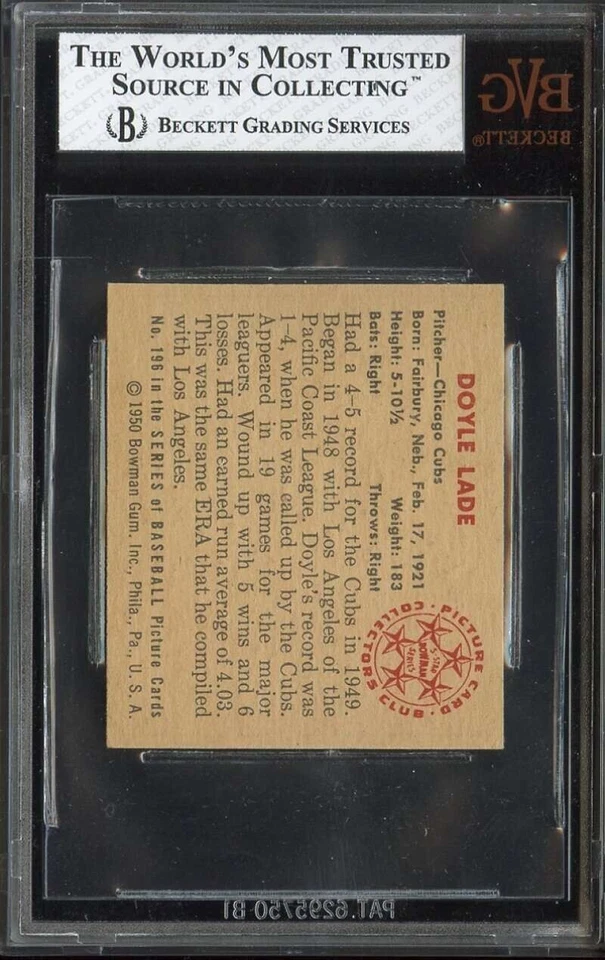 THE WORLD'S MOST TRUSTED
SOURCE IN COLLECTING™
B BECKETT GRADING SERVICES
BVG
BECKETT®
DOYLE LADE
Pitcher—Chicago Cubs
Born: Fairbury, Neb., Feb. 17, 1921
Height: 5-10½ Weight: 183
Bats: Right Throws: Right
PICTURE CARD COLLECTORS CLUB
5-STAR
BOWMAN
SERIES
Had a 4–5 record for the Cubs in 1949.
Began in 1948 with Los Angeles of the
Pacific Coast League. Doyle's record was
1–4, when he was called up by the Cubs.
Appeared in 19 games for the major
leaguers. Wound up with 5 wins and 6
losses. Had an earned run average of 4.03.
This was the same ERA that he compiled
with Los Angeles.
No. 196 in the SERIES of BASEBALL Picture Cards
© 1950 Bowman Gum. Inc., Phila., Pa., U. S. A.
PAT. 6295750 B1